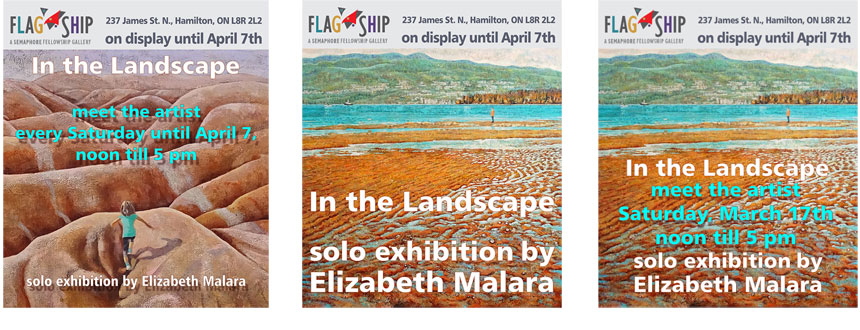 FLAGSHIP
A SEMAPHORE FELLOWSHIP GALLERY
237 James St. N., Hamilton, ON L8R 2L2
on display until April 7th
In the Landscape
meet the artist
every Saturday until April 7,
noon till 5 pm
solo exhibition by Elizabeth Malara
FLAGSHIP
A SEMAPHORE FELLOWSHIP GALLERY
237 James St. N., Hamilton, ON L8R 2L2
on display until April 7th
In the Landscape
solo exhibition by
Elizabeth Malara
FLAGSHIP
A SEMAPHORE FELLOWSHIP GALLERY
237 James St. N., Hamilton, ON L8R 2L2
on display until April 7th
In the Landscape
meet the artist
Saturday, March 17th
noon till 5 pm
solo exhibition by
Elizabeth Malara